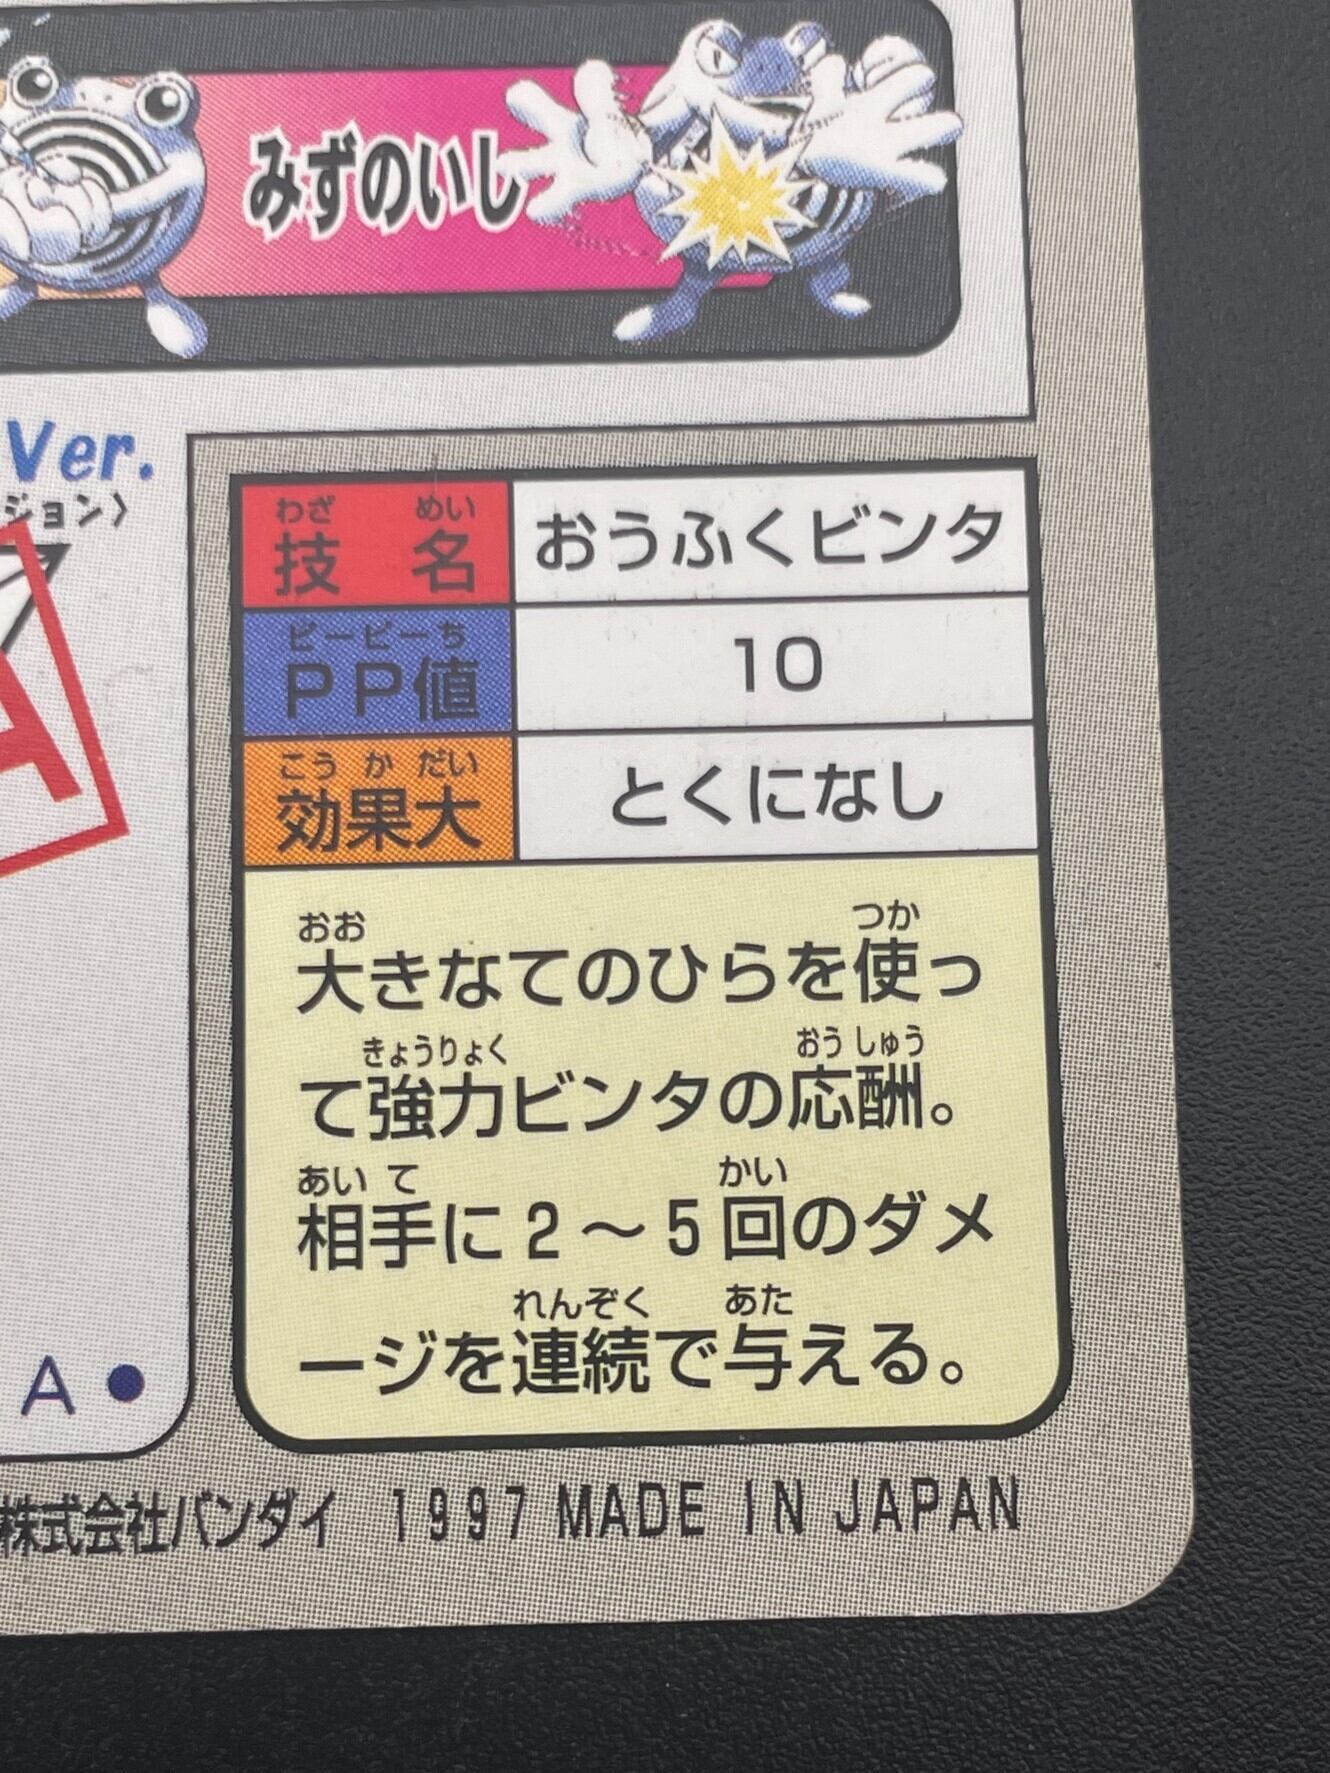 みずのいし
Ver.
ジョン〉
わざ めい
技名 おうふくビンタ
ピーピーち
PP値 10
こうかだい
効果大 とくになし
おお つか
大きなてのひらを使っ
きょうりょく おうしゅう
て強力ビンタの応酬。
あいて かい
相手に2～5回のダメ
れんぞく あた
ージを連続で与える。
A●
株式会社バンダイ 1997 MADE IN JAPAN